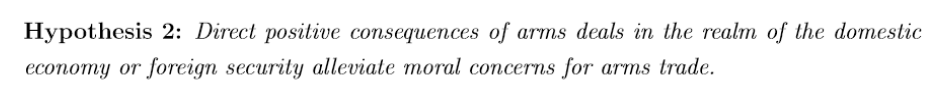 Hypothesis 2: Direct positive consequences of arms deals in the realm of the domestic
economy or foreign security alleviate moral concerns for arms trade.